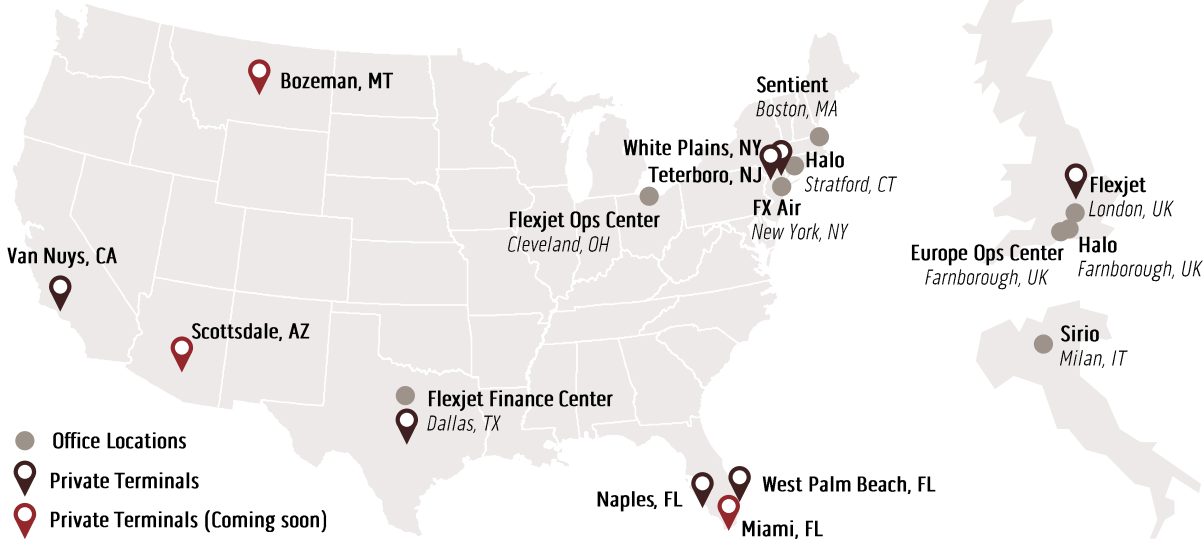 Bozeman, MT
Sentient
Boston, MA
White Plains, NY
Teterboro, NJ
Halo
Stratford, CT
FX Air
New York, NY
Flexjet Ops Center
Cleveland, OH
Van Nuys, CA
Scottsdale, AZ
Flexjet Finance Center
Dallas, TX
Naples, FL
West Palm Beach, FL
Miami, FL
Flexjet
London, UK
Europe Ops Center
Farnborough, UK
Halo
Farnborough, UK
Sirio
Milan, IT
Office Locations
Private Terminals
Private Terminals (Coming soon)